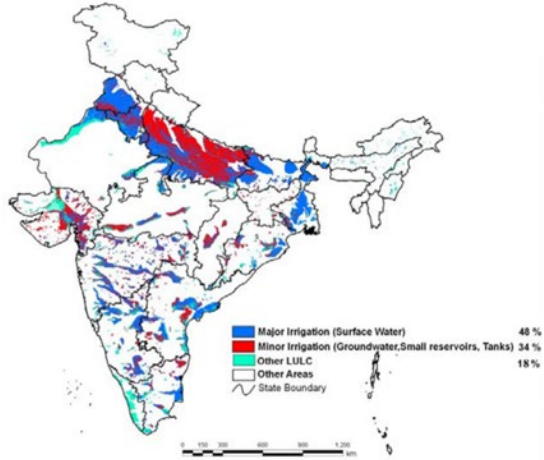 Major Irrigation (Surface Water) 48 %
Minor Irrigation (Groundwater,Small reservoirs, Tanks) 34 %
Other LULC 18 %
Other Areas
State Boundary
0 150 300 600 900 1,200
km